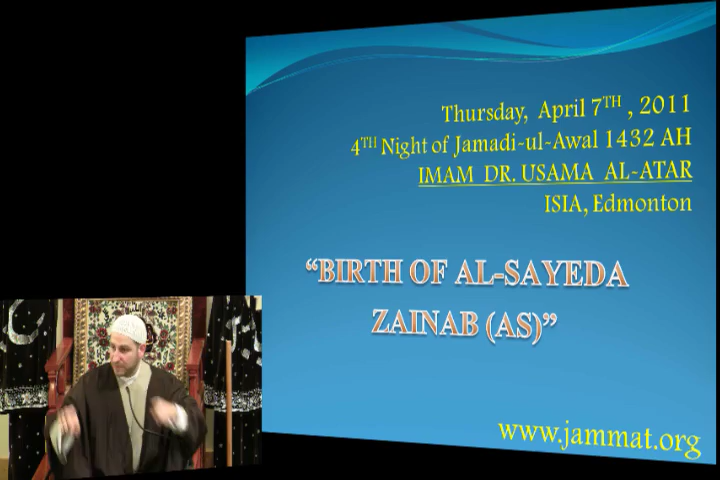 Thursday,  April 7TH , 2011
4TH Night of Jamadi-ul-Awal 1432 AH
IMAM  DR. USAMA  AL-ATAR
ISIA, Edmonton
“BIRTH OF AL-SAYEDA
ZAINAB (AS)”
www.jammat.org